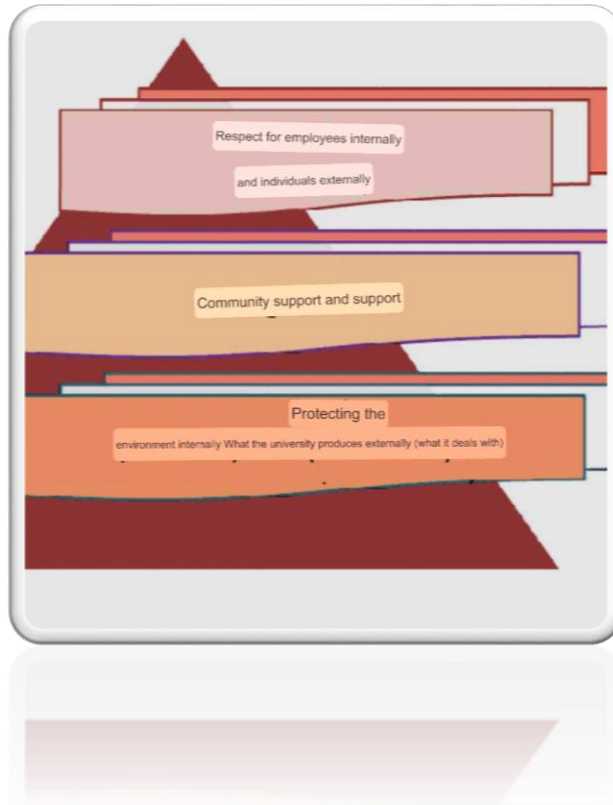 Respect for employees internally
and individuals externally
Community support and support
Protecting the
environment internally What the university produces externally (what it deals with)